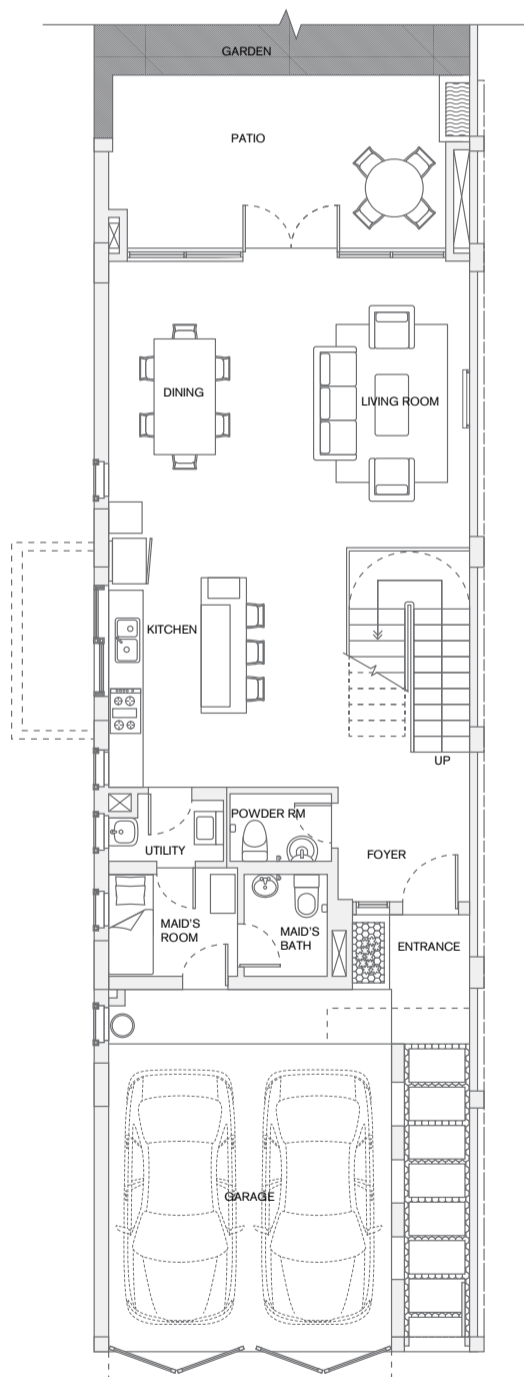 GARDEN
PATIO
DINING
LIVING ROOM
KITCHEN
UP
POWDER RM
UTILITY
FOYER
MAID'S
ROOM
MAID'S
BATH
ENTRANCE
GARAGE